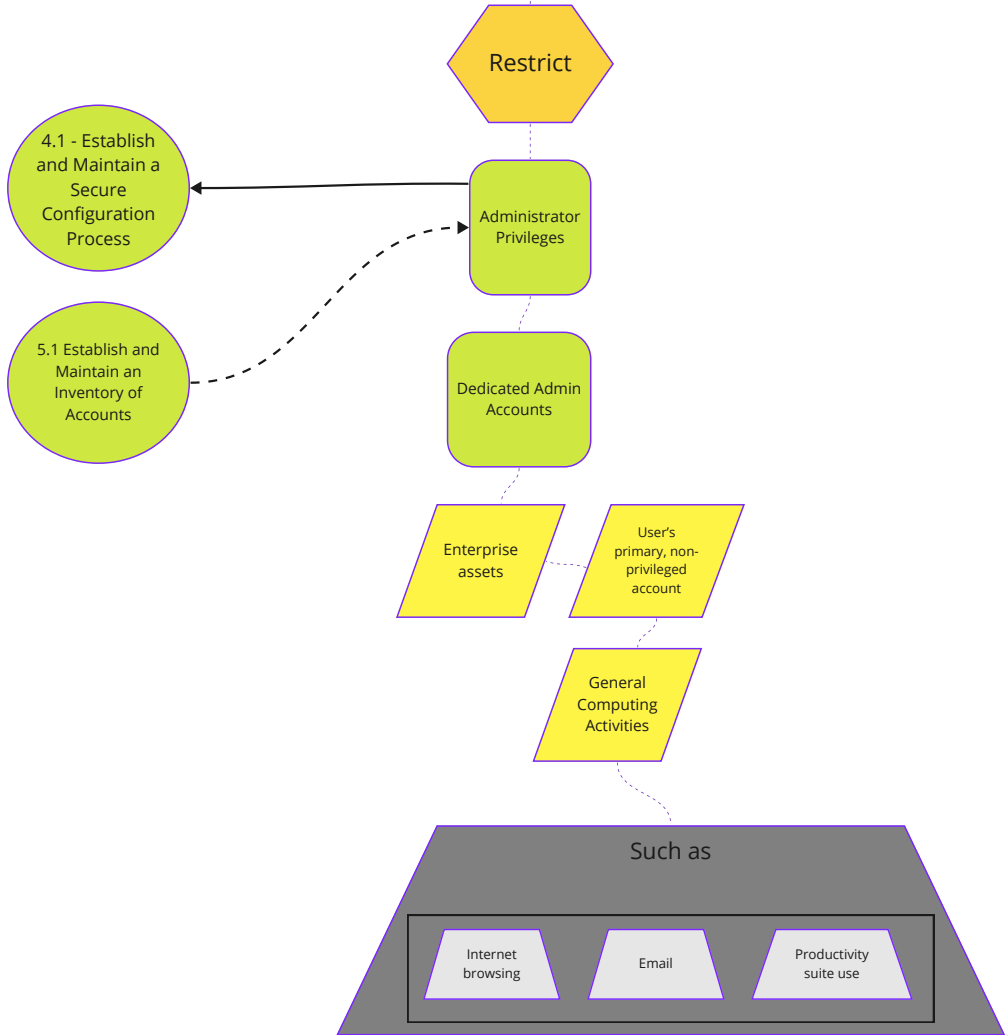 Restrict
4.1 - Establish
and Maintain a
Secure
Configuration
Process
Administrator
Privileges
5.1 Establish and
Maintain an
Inventory of
Accounts
Dedicated Admin
Accounts
Enterprise
assets
User's
primary, non-
privileged
account
General
Computing
Activities
Such as
Internet
browsing
Email
Productivity
suite use